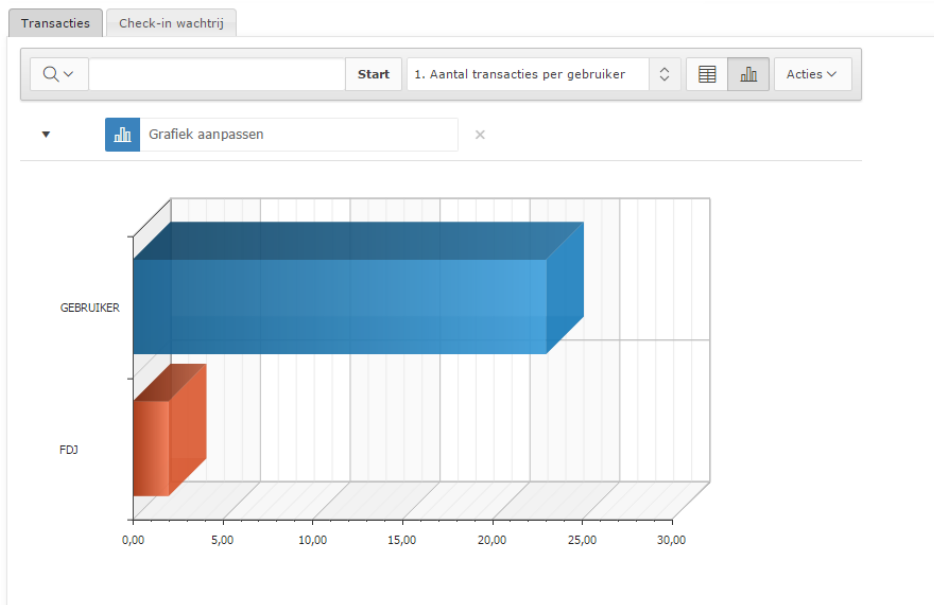 Transacties Check-in wachtrij
Start 1. Aantal transacties per gebruiker Acties
Grafiek aanpassen
GEBRUIKER
FDJ
0,00 5,00 10,00 15,00 20,00 25,00 30,00